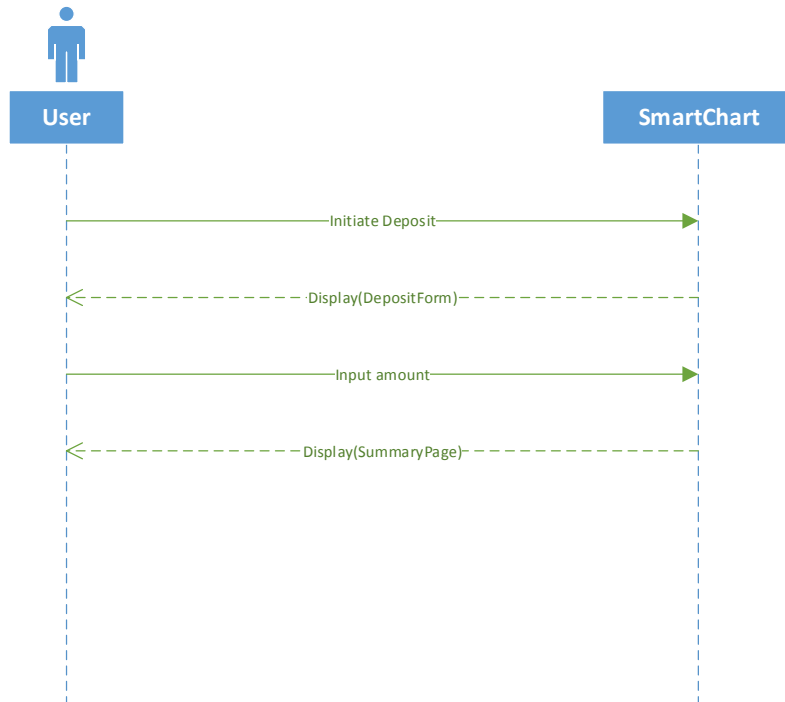 User
SmartChart
Initiate Deposit
Display(DepositForm)
Input amount
Display(SummaryPage)